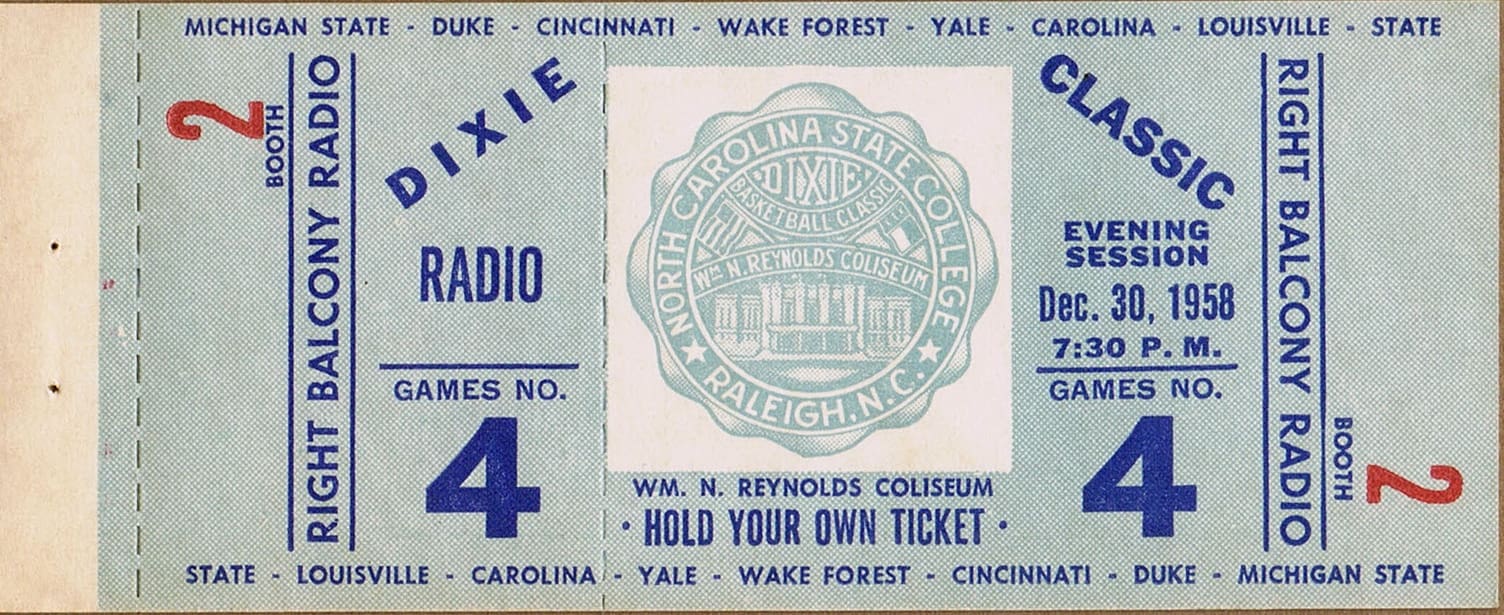 MICHIGAN STATE - DUKE - CINCINNATI - WAKE FOREST - YALE - CAROLINA - LOUISVILLE - STATE
2
BOOTH
RIGHT BALCONY RADIO
DIXIE
RADIO
GAMES NO.
4
NORTH CAROLINA STATE COLLEGE
DIXIE
BASKETBALL CLASSIC
WM. N. REYNOLDS COLISEUM
★ RALEIGH, N.C. ★
WM. N. REYNOLDS COLISEUM
· HOLD YOUR OWN TICKET ·
CLASSIC
EVENING
SESSION
Dec. 30, 1958
7:30 P. M.
GAMES NO.
4
RIGHT BALCONY RADIO
BOOTH
2
STATE - LOUISVILLE - CAROLINA - YALE - WAKE FOREST - CINCINNATI - DUKE - MICHIGAN STATE